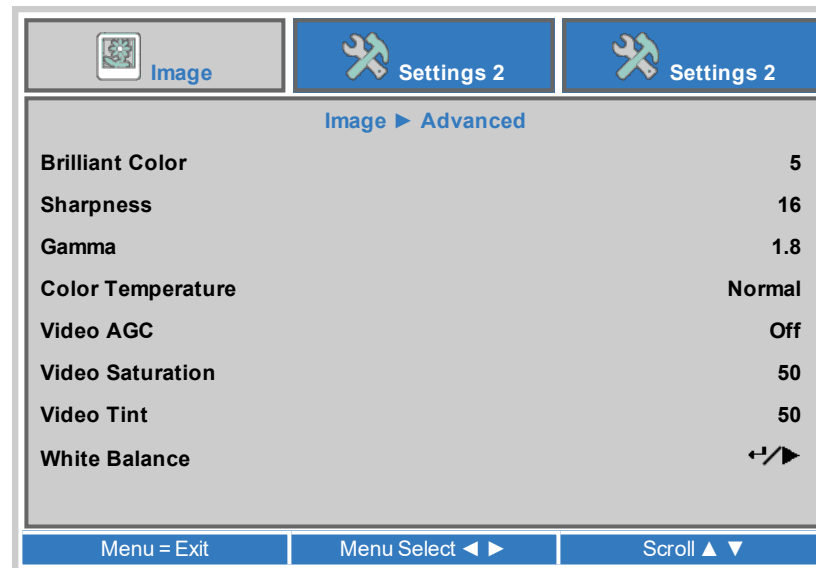 Image Settings 2 Settings 2
Image ► Advanced
Brilliant Color 5
Sharpness 16
Gamma 1.8
Color Temperature Normal
Video AGC Off
Video Saturation 50
Video Tint 50
White Balance ↵/►
Menu = Exit Menu Select ◄ ► Scroll ▲ ▼